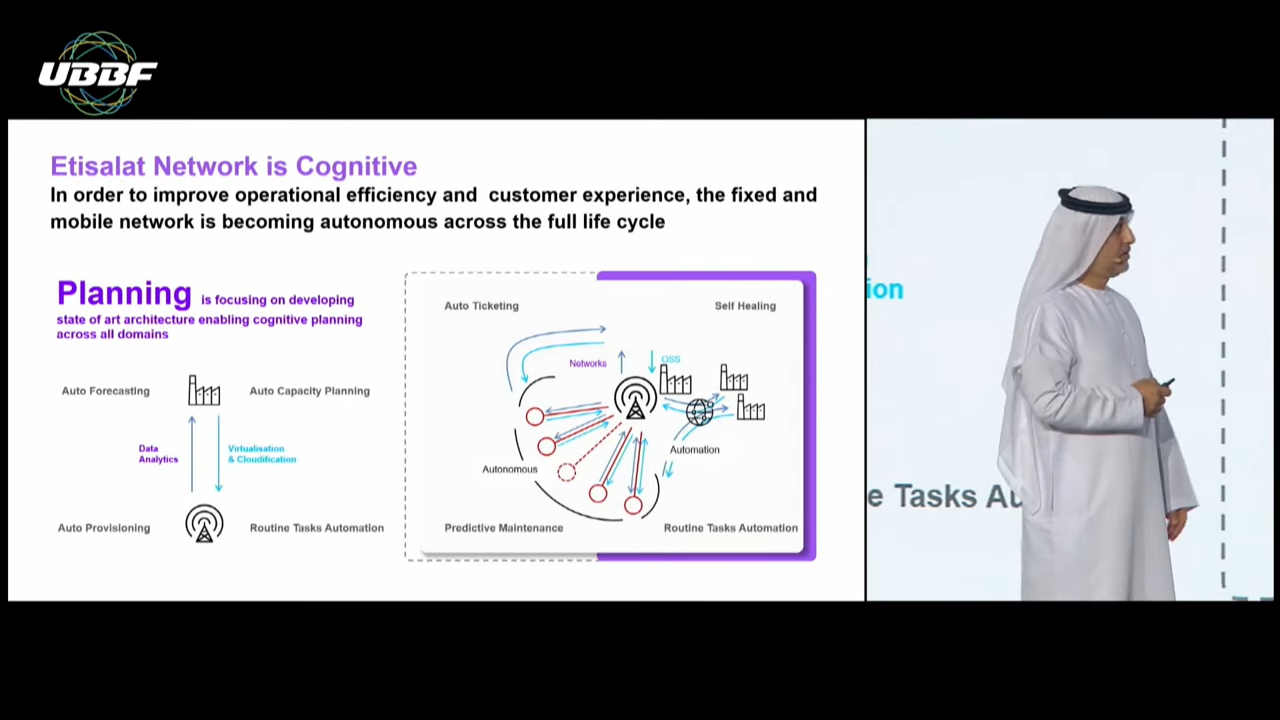 UBBF
Etisalat Network is Cognitive
In order to improve operational efficiency and customer experience, the fixed and
mobile network is becoming autonomous across the full life cycle
Planning is focusing on developing
state of art architecture enabling cognitive planning
across all domains
Auto Forecasting
Auto Capacity Planning
Data
Analytics
Virtualisation
& Cloudification
Auto Provisioning
Routine Tasks Automation
Auto Ticketing
Self Healing
Networks
OSS
Autonomous
Automation
Predictive Maintenance
Routine Tasks Automation
ion
e Tasks Au